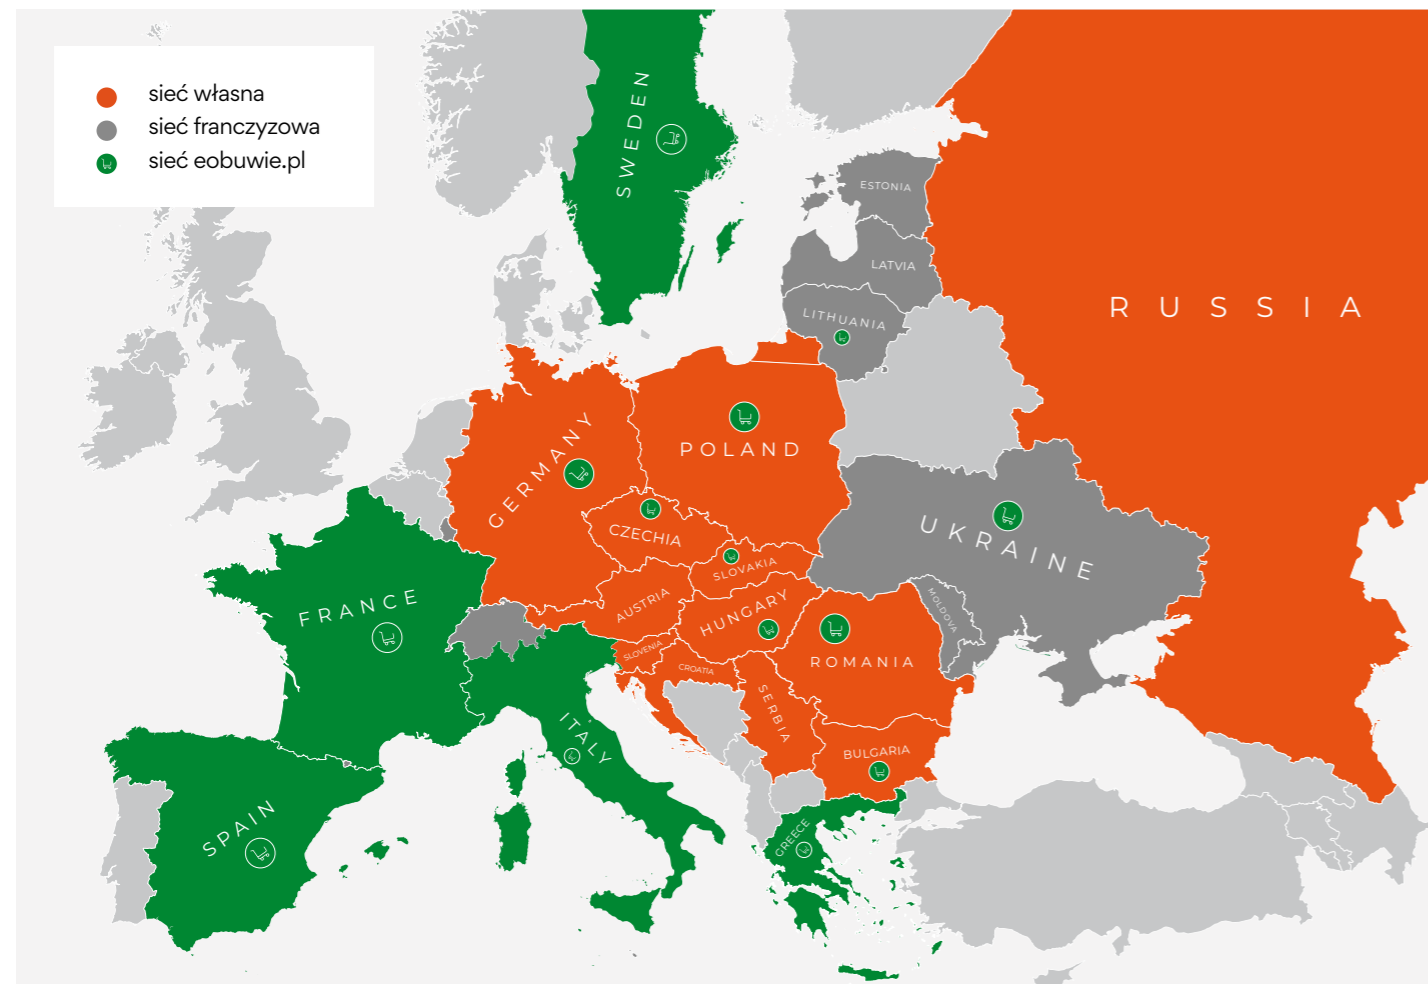 sieć własna
sieć franczyzowa
sieć eobuwie.pl
SWEDEN
ESTONIA
LATVIA
LITHUANIA
RUSSIA
GERMANY
POLAND
CZECHIA
SLOVAKIA
UKRAINE
FRANCE
AUSTRIA
HUNGARY
MOLDOVA
SLOVENIA
CROATIA
ROMANIA
SERBIA
ITALY
BULGARIA
SPAIN
GREECE